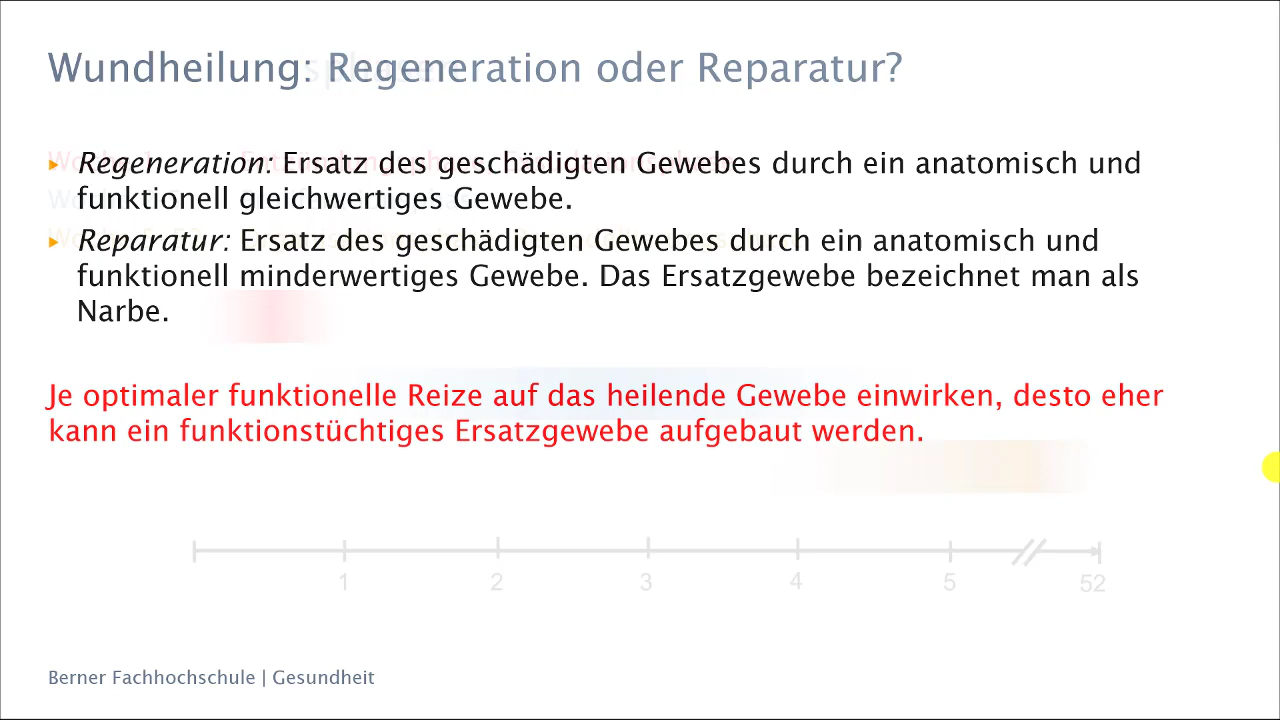 Wundheilung: Regeneration oder Reparatur?
Regeneration: Ersatz des geschädigten Gewebes durch ein anatomisch und
funktionell gleichwertiges Gewebe.
Reparatur: Ersatz des geschädigten Gewebes durch ein anatomisch und
funktionell minderwertiges Gewebe. Das Ersatzgewebe bezeichnet man als
Narbe.
Je optimaler funktionelle Reize auf das heilende Gewebe einwirken, desto eher
kann ein funktionstüchtiges Ersatzgewebe aufgebaut werden.
1 2 3 4 5 52
Berner Fachhochschule | Gesundheit